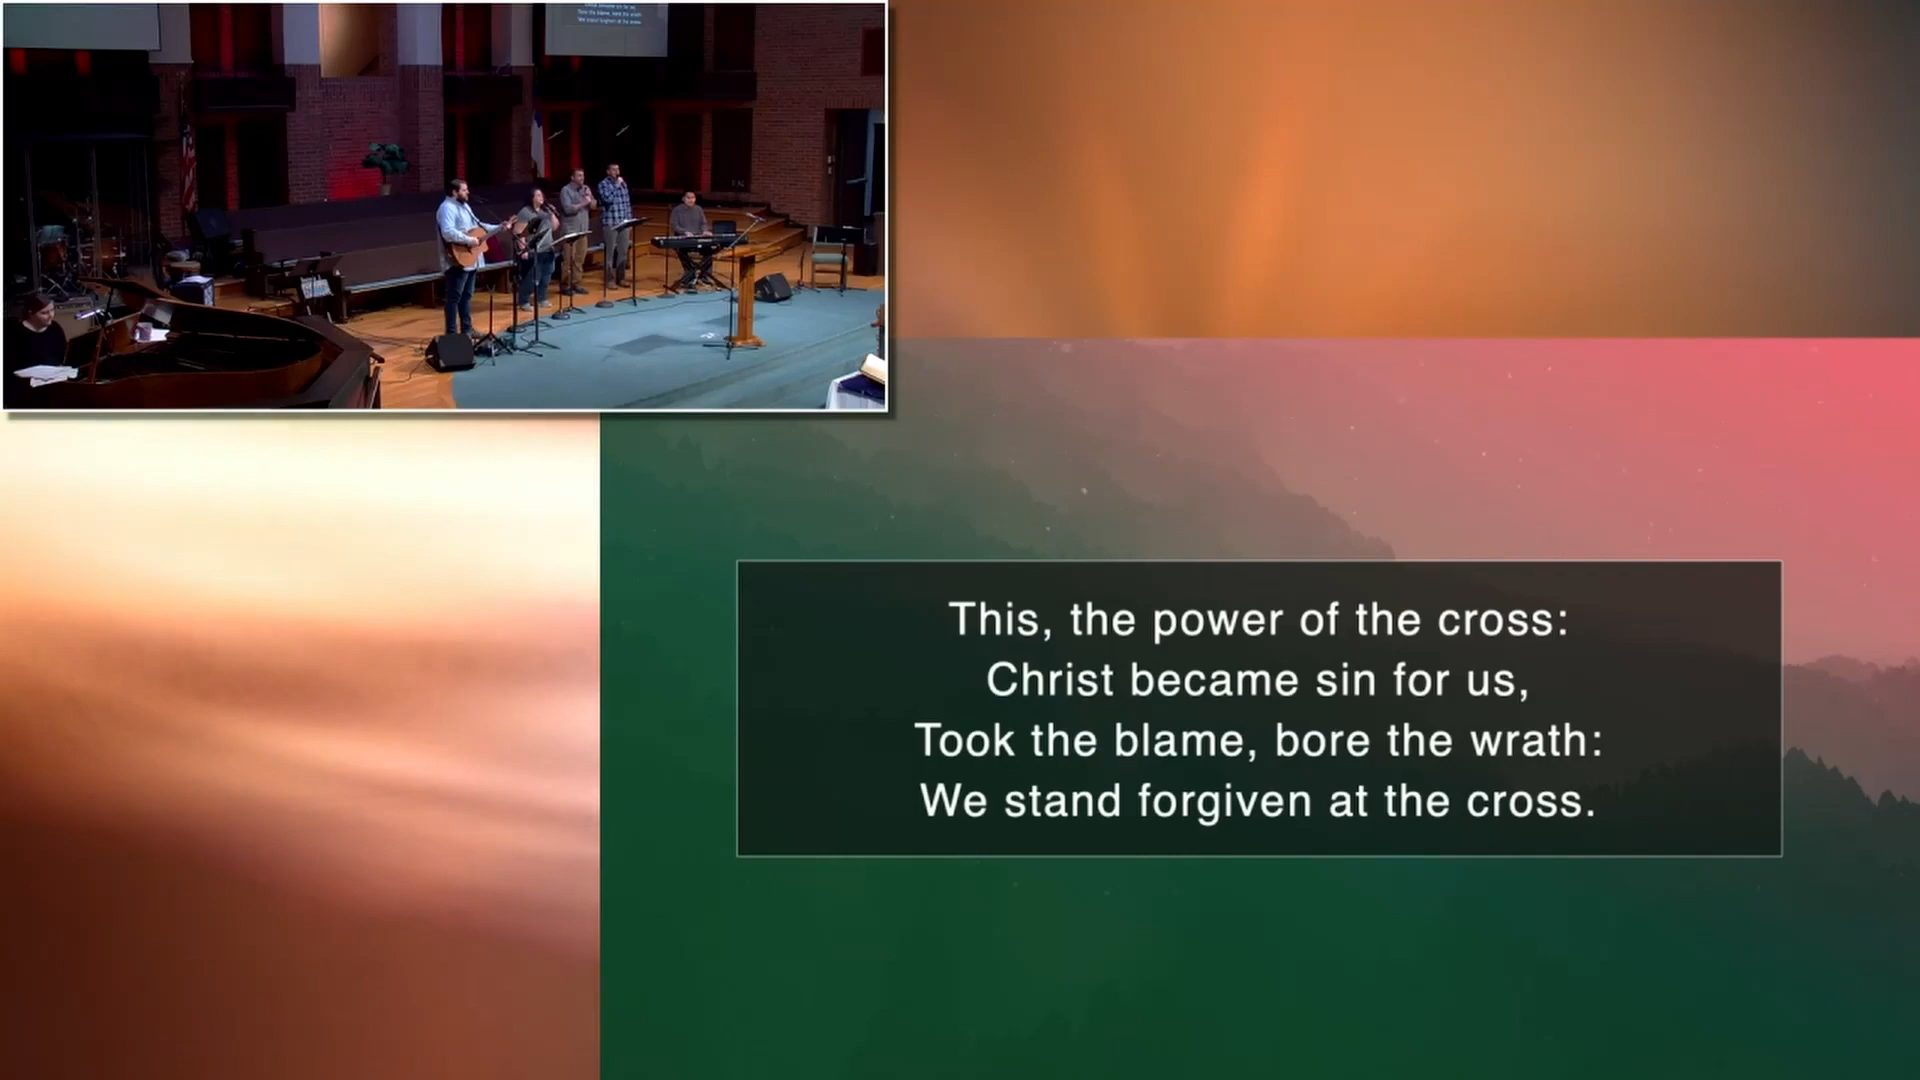 This, the power of the cross:
Christ became sin for us,
Took the blame, bore the wrath:
We stand forgiven at the cross.